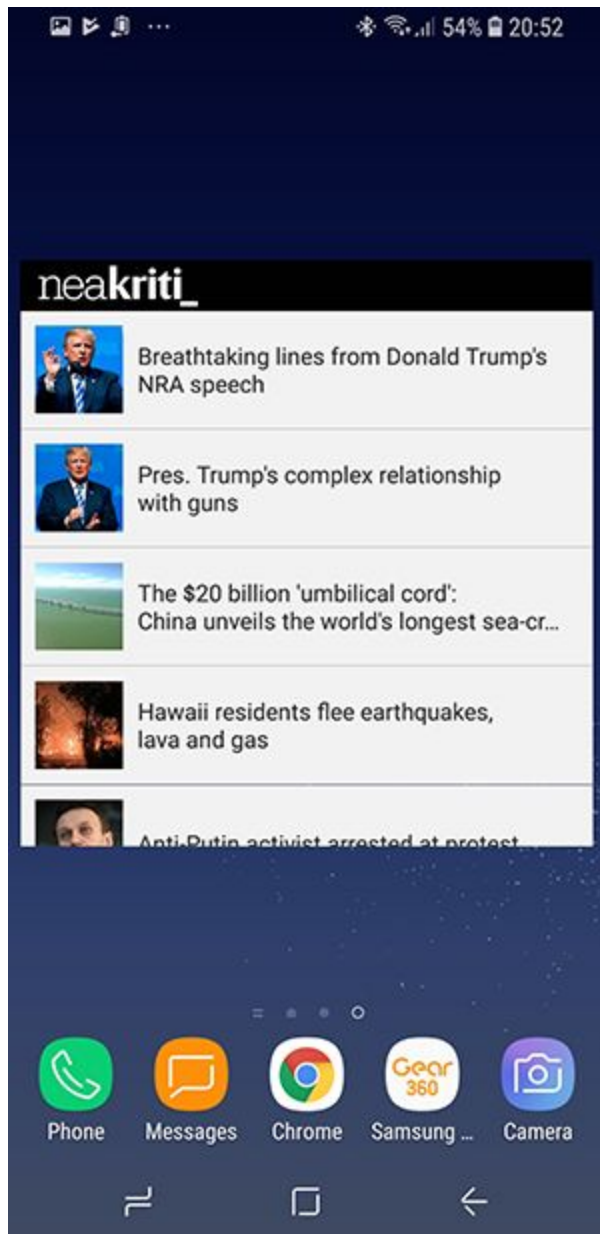 54% 20:52
neakriti_
Breathtaking lines from Donald Trump's
NRA speech
Pres. Trump's complex relationship
with guns
The $20 billion 'umbilical cord':
China unveils the world's longest sea-cr...
Hawaii residents flee earthquakes,
lava and gas
Anti-Putin activist arrested at protest
Gear
360
Phone Messages Chrome Samsung ... Camera